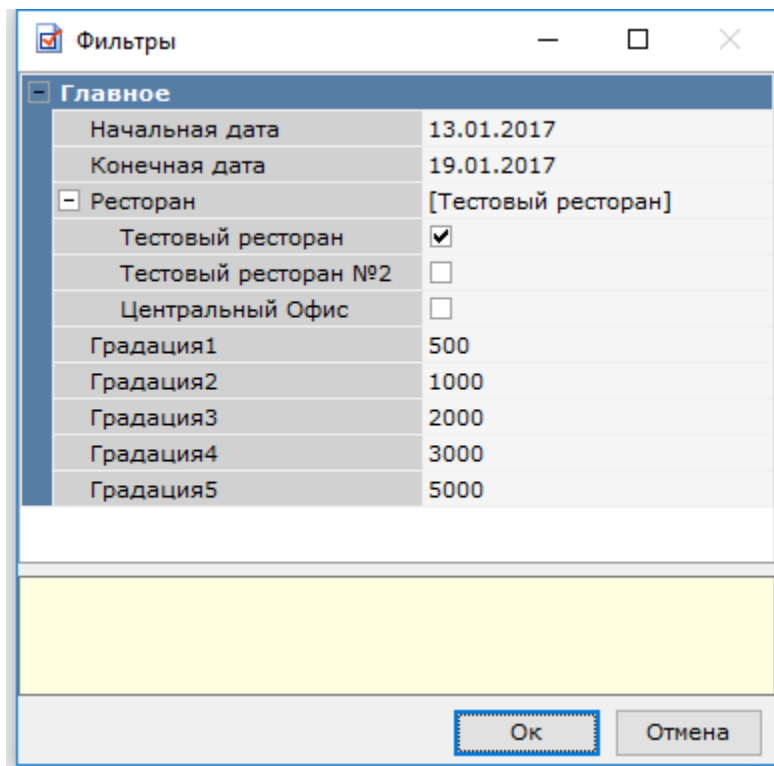 Фильтры
Главное
Начальная дата 13.01.2017
Конечная дата 19.01.2017
Ресторан [Тестовый ресторан]
Тестовый ресторан
Тестовый ресторан №2
Центральный Офис
Градация1 500
Градация2 1000
Градация3 2000
Градация4 3000
Градация5 5000
Ок Отмена